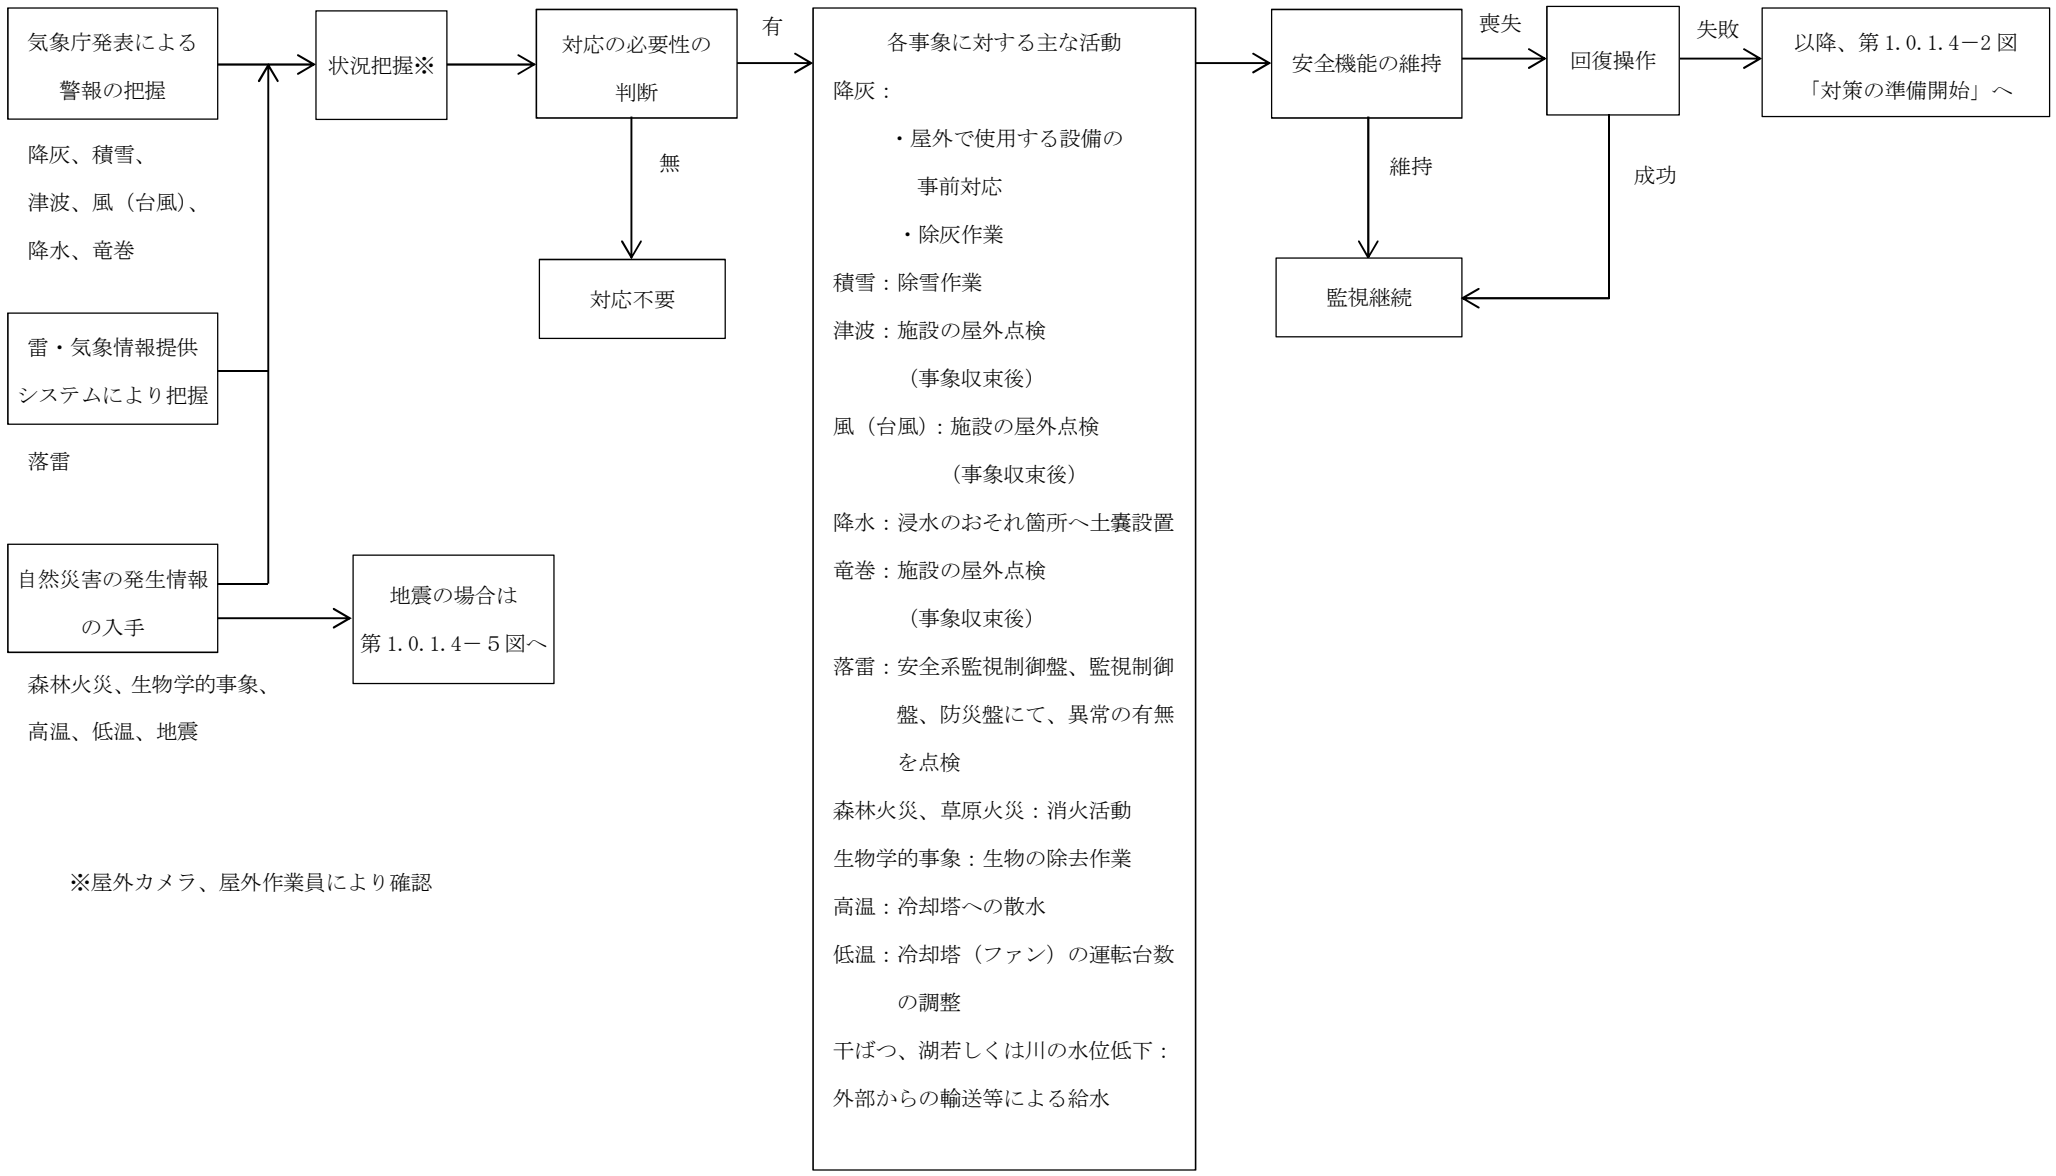 気象庁発表による
警報の把握
降灰、積雪、
津波、風（台風）、
降水、竜巻
雷・気象情報提供
システムにより把握
落雷
自然災害の発生情報
の入手
森林火災、生物学的事象、
高温、低温、地震
地震の場合は
第1.0.1.4－５図へ
※屋外カメラ、屋外作業員により確認
状況把握※
対応の必要性の
判断
有
無
対応不要
各事象に対する主な活動
降灰：
・屋外で使用する設備の
事前対応
・除灰作業
積雪：除雪作業
津波：施設の屋外点検
（事象収束後）
風（台風）：施設の屋外点検
（事象収束後）
降水：浸水のおそれ箇所へ土嚢設置
竜巻：施設の屋外点検
（事象収束後）
落雷：安全系監視制御盤、監視制御
盤、防災盤にて、異常の有無
を点検
森林火災、草原火災：消火活動
生物学的事象：生物の除去作業
高温：冷却塔への散水
低温：冷却塔（ファン）の運転台数
の調整
干ばつ、湖若しくは川の水位低下：
外部からの輸送等による給水
安全機能の維持
喪失
維持
監視継続
回復操作
失敗
成功
以降、第1.0.1.4－2図
「対策の準備開始」へ